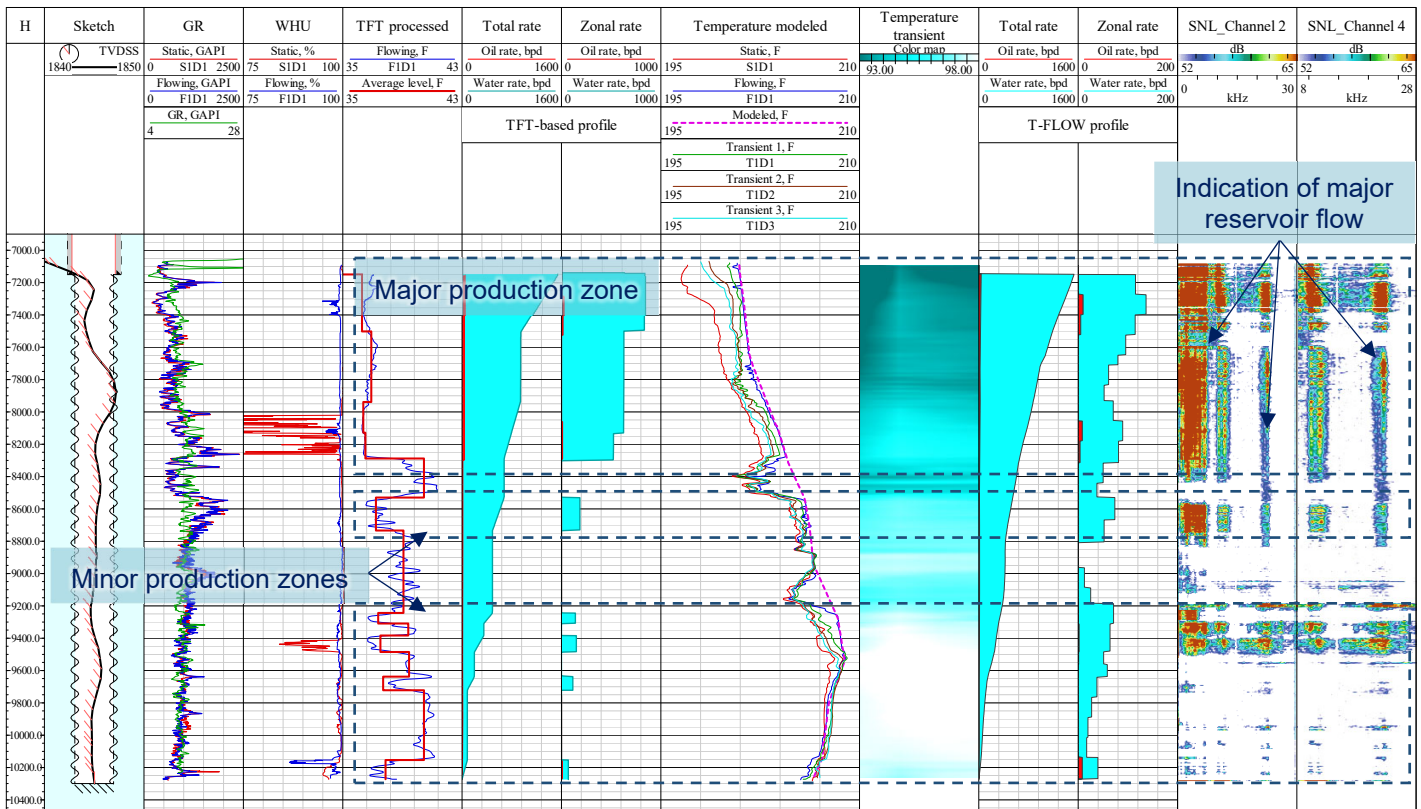 H Sketch GR WHU TFT processed Total rate Zonal rate Temperature modeled Temperature transient Total rate Zonal rate SNL_Channel 2 SNL_Channel 4
TVDSS
1840 1850
Static, GAPI
0 S1D1 2500
Flowing, GAPI
0 F1D1 2500
GR, GAPI
4 28
Static, %
75 S1D1 100
Flowing, %
75 F1D1 100
Flowing, F
35 F1D1 43
Average level, F
35 43
Oil rate, bpd
0 1600
Water rate, bpd
0 1600
Oil rate, bpd
0 1000
Water rate, bpd
0 1000
TFT-based profile
Static, F
195 S1D1 210
Flowing, F
195 F1D1 210
Modeled, F
195 210
Transient 1, F
195 T1D1 210
Transient 2, F
195 T1D2 210
Transient 3, F
195 T1D3 210
Color map
93.00 98.00
Oil rate, bpd
0 1600
Water rate, bpd
0 1600
Oil rate, bpd
0 200
Water rate, bpd
0 200
T-FLOW profile
dB
52 65
0 30
kHz
dB
52 65
8 28
kHz
Indication of major
reservoir flow
Major production zone
Minor production zones
7000.0
7200.0
7400.0
7600.0
7800.0
8000.0
8200.0
8400.0
8600.0
8800.0
9000.0
9200.0
9400.0
9600.0
9800.0
10000.0
10200.0
10400.0